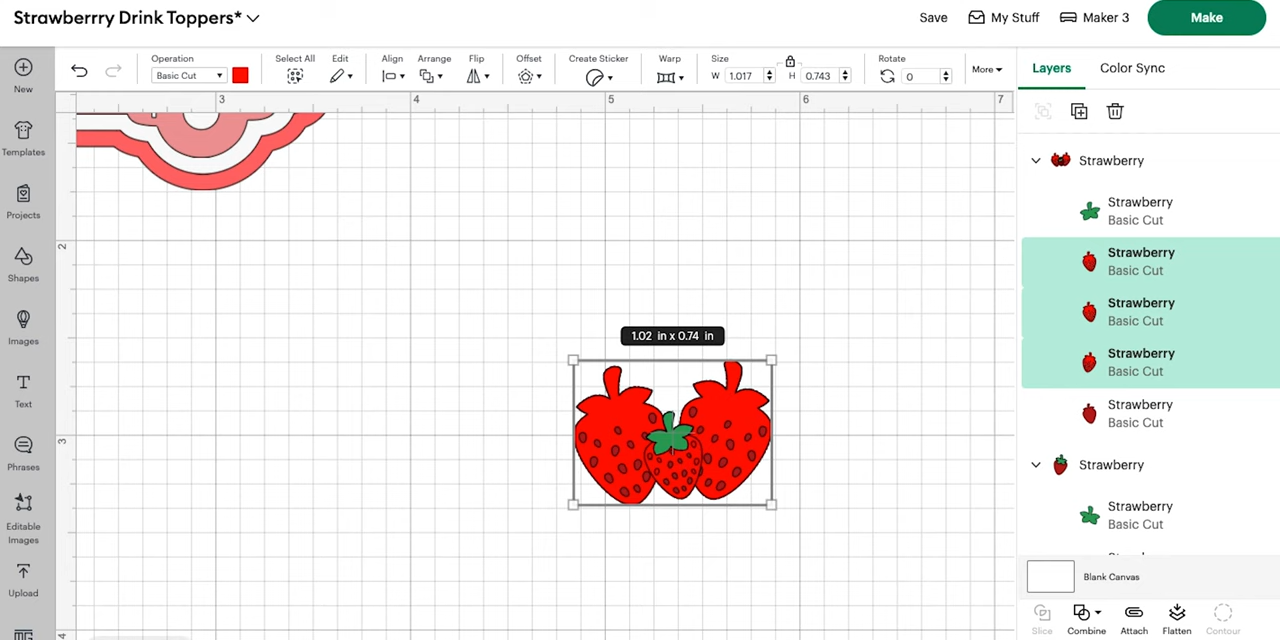 Strawberrry Drink Toppers*
Save
My Stuff
Maker 3
Make
Operation
Basic Cut
Select All
Edit
Align
Arrange
Flip
Offset
Create Sticker
Warp
Size
W 1.017
H 0.743
Rotate
0
More
Layers
Color Sync
New
Templates
Projects
Shapes
Images
Text
Phrases
Editable
Images
Upload
3 4 5 6 7
2
3
4
1.02 in x 0.74 in
Strawberry
Strawberry
Basic Cut
Strawberry
Basic Cut
Strawberry
Basic Cut
Strawberry
Basic Cut
Strawberry
Basic Cut
Strawberry
Strawberry
Basic Cut
Blank Canvas
Slice
Combine
Attach
Flatten
Contour